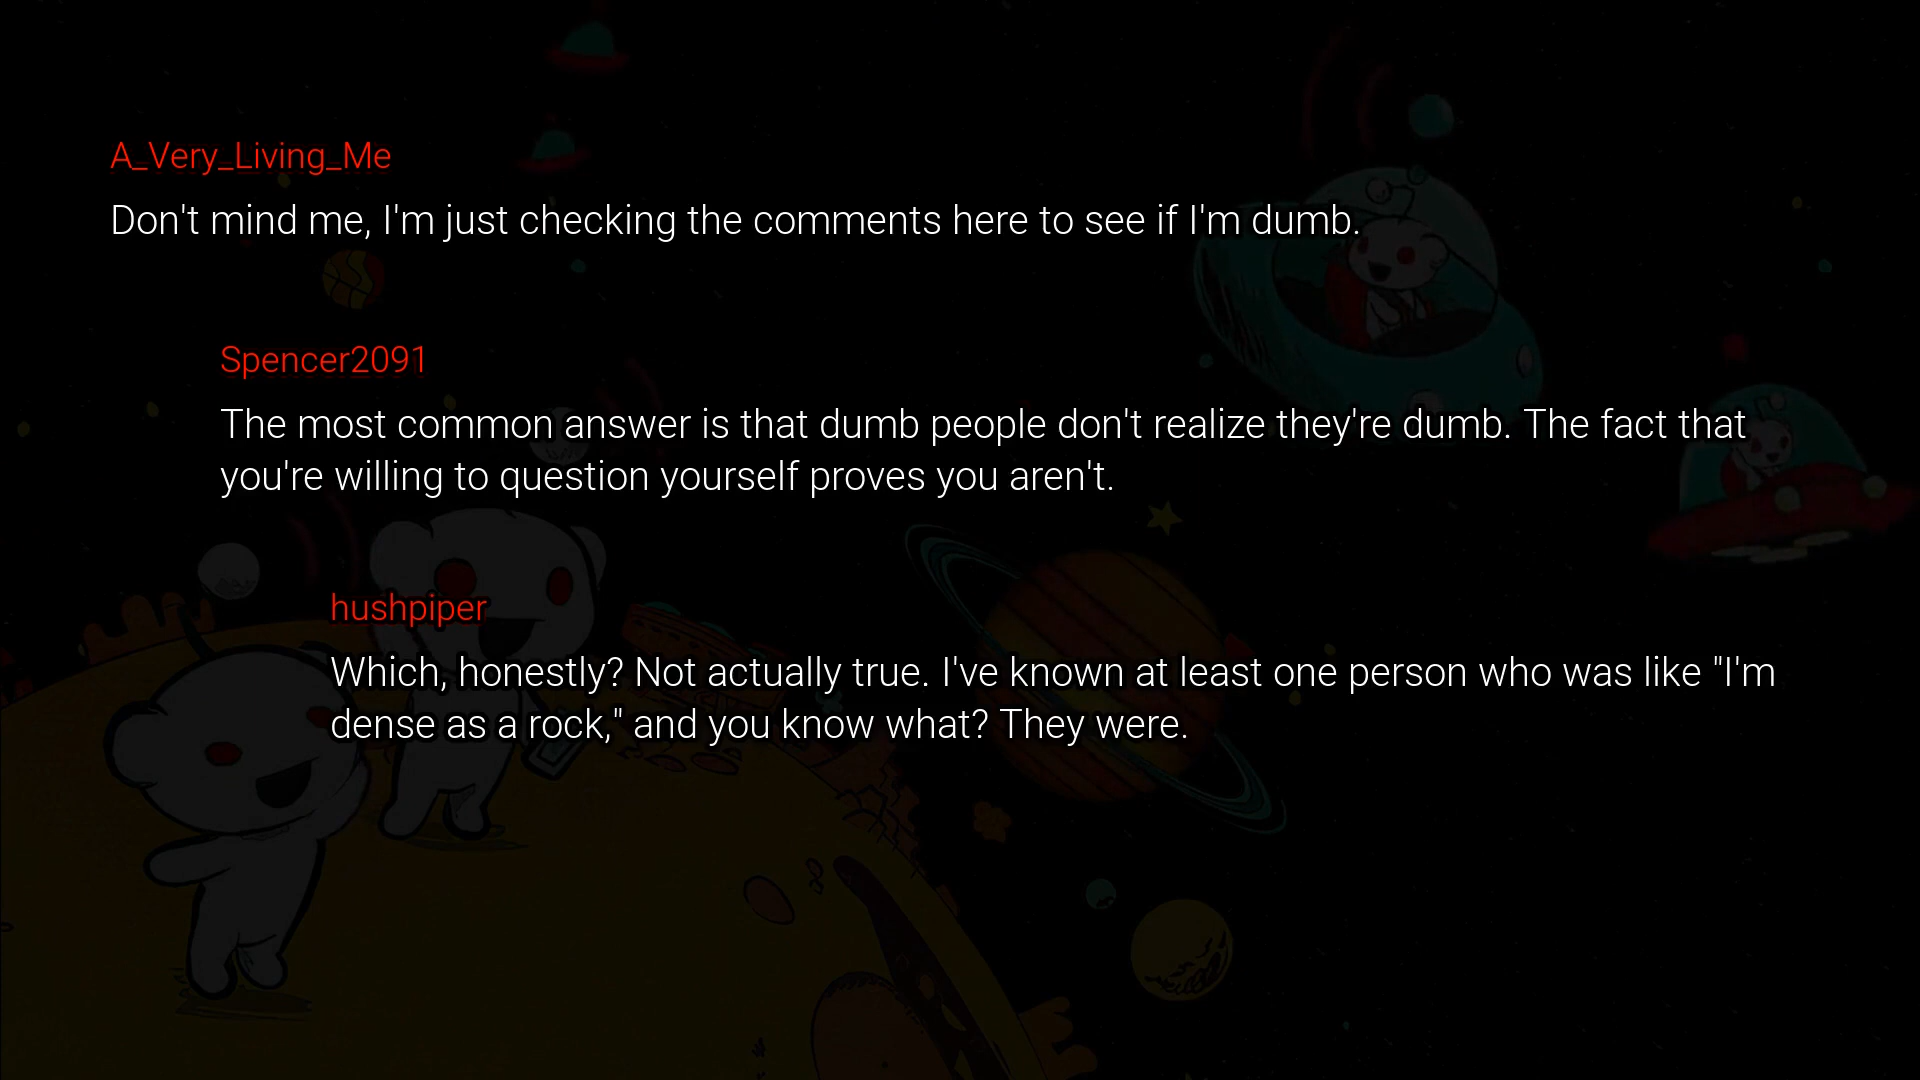 A_Very_Living_Me
Don't mind me, I'm just checking the comments here to see if I'm dumb.
Spencer2091
The most common answer is that dumb people don't realize they're dumb. The fact that
you're willing to question yourself proves you aren't.
hushpiper
Which, honestly? Not actually true. I've known at least one person who was like "I'm
dense as a rock," and you know what? They were.